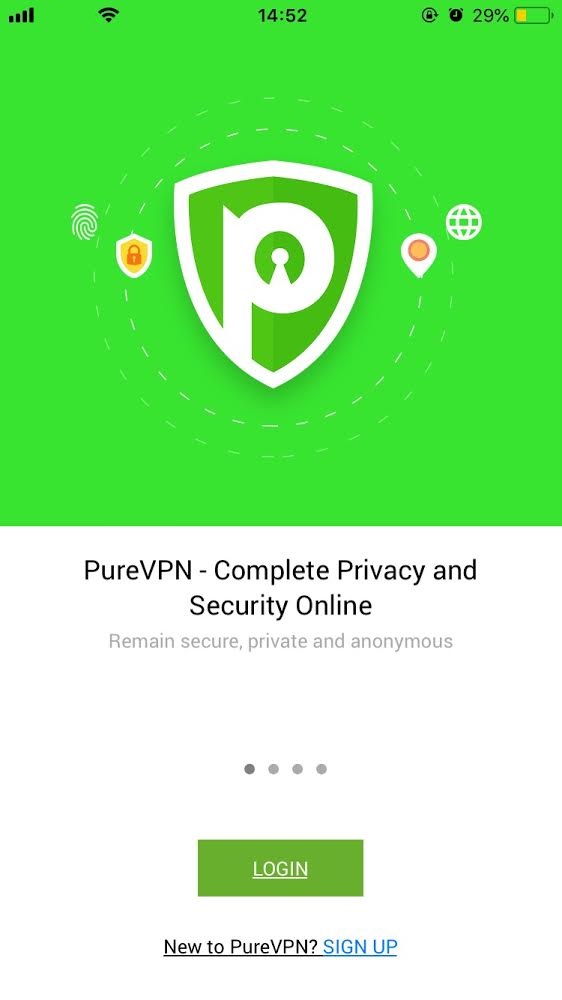 14:52 29%
PureVPN - Complete Privacy and
Security Online
Remain secure, private and anonymous
LOGIN
New to PureVPN? SIGN UP